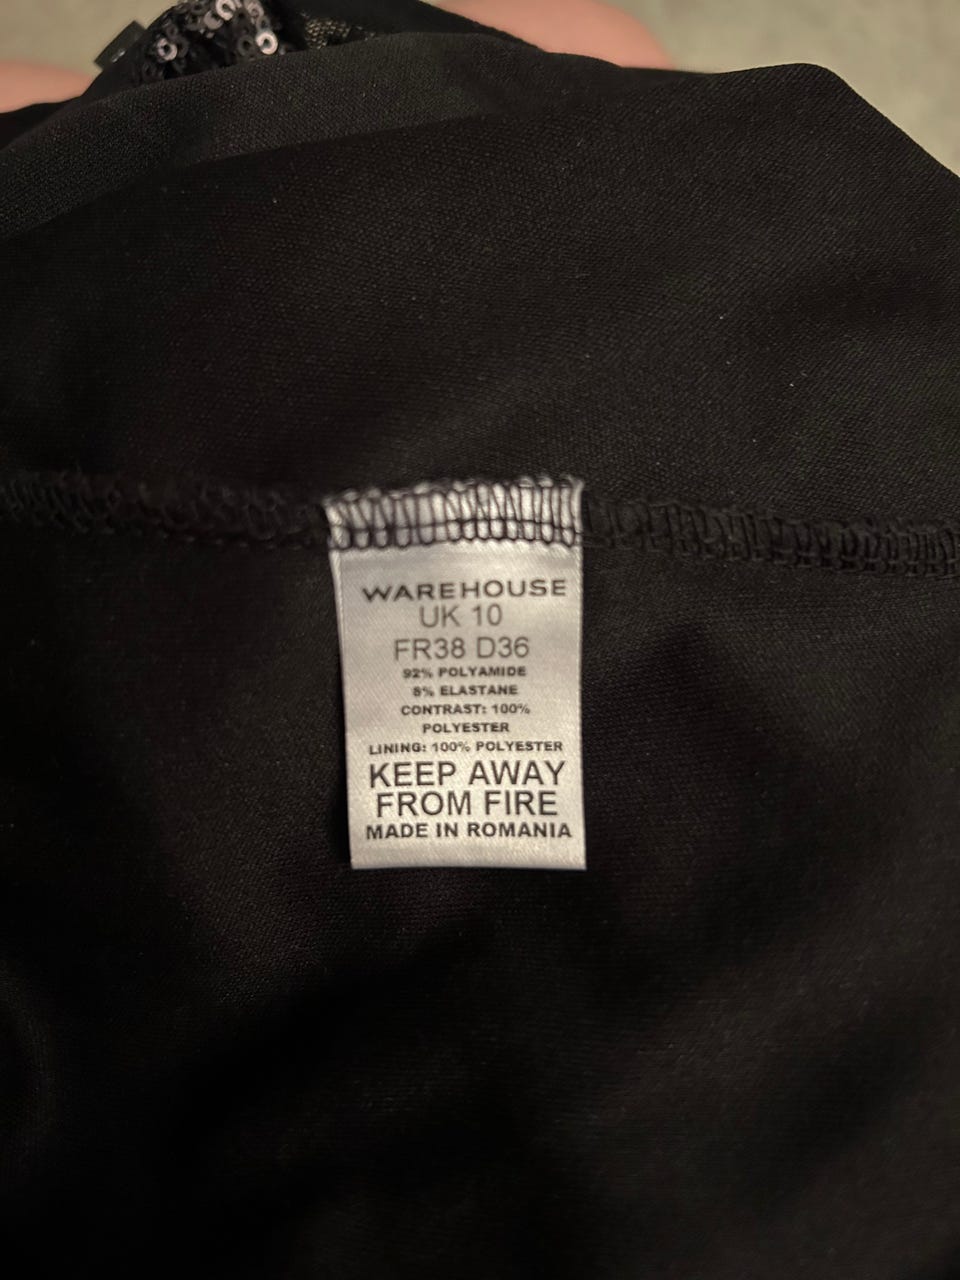 WAREHOUSE
UK 10
FR38 D36
92% POLYAMIDE
8% ELASTANE
CONTRAST: 100%
POLYESTER
LINING: 100% POLYESTER
KEEP AWAY
FROM FIRE
MADE IN ROMANIA